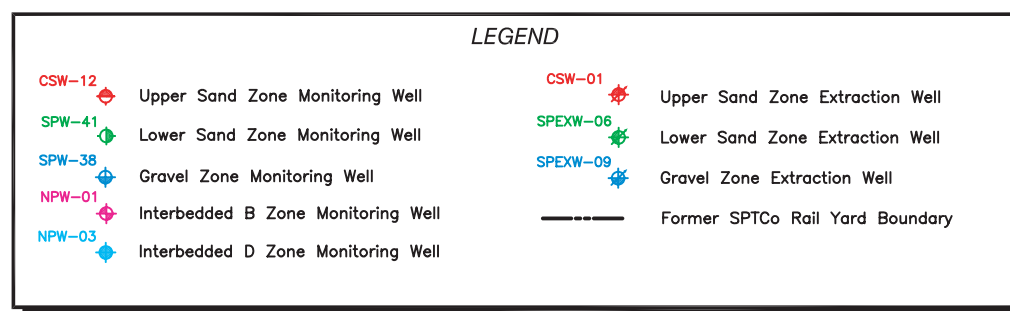 LEGEND
CSW-12
Upper Sand Zone Monitoring Well
SPW-41
Lower Sand Zone Monitoring Well
SPW-38
Gravel Zone Monitoring Well
NPW-01
Interbedded B Zone Monitoring Well
NPW-03
Interbedded D Zone Monitoring Well
CSW-01
Upper Sand Zone Extraction Well
SPEXW-06
Lower Sand Zone Extraction Well
SPEXW-09
Gravel Zone Extraction Well
Former SPTCo Rail Yard Boundary